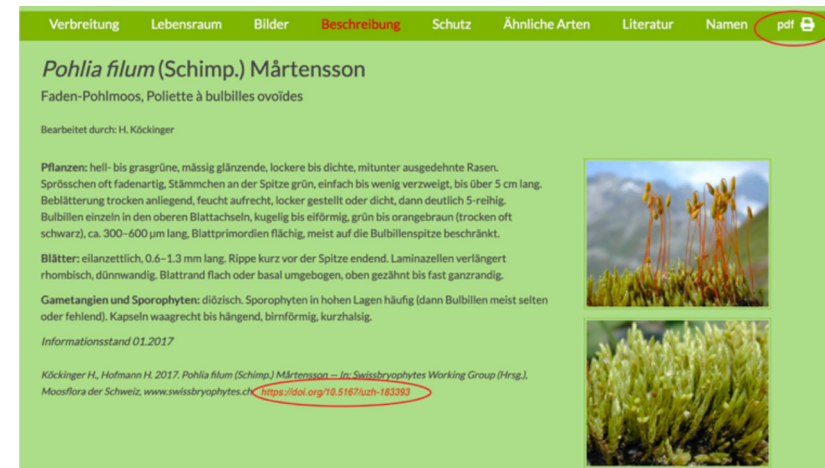 Verbreitung Lebensraum Bilder Beschreibung Schutz Ähnliche Arten Literatur Namen pdf
Pohlia filum (Schimp.) Mårtensson
Faden-Pohlmoos, Poliette à bulbilles ovoïdes
Bearbeitet durch: H. Köckinger
Pflanzen: hell- bis grasgrüne, mässig glänzende, lockere bis dichte, mitunter ausgedehnte Rasen.
Sprösschen oft fadenartig, Stämmchen an der Spitze grün, einfach bis wenig verzweigt, bis über 5 cm lang.
Beblätterung trocken anliegend, feucht aufrecht, locker gestellt oder dicht, dann deutlich 5-reihig.
Bulbillen einzeln in den oberen Blattachseln, kugelig bis eiförmig, grün bis orangebraun (trocken oft
schwarz), ca. 300–600 µm lang, Blattprimordien flächig, meist auf die Bulbillenspitze beschränkt.
Blätter: eilanzettlich, 0.6–1.3 mm lang. Rippe kurz vor der Spitze endend. Laminazellen verlängert
rhombisch, dünnwandig. Blattrand flach oder basal umgebogen, oben gezähnt bis fast ganzrandig.
Gametangien und Sporophyten: diözisch. Sporophyten in hohen Lagen häufig (dann Bulbillen meist selten
oder fehlend). Kapseln waagrecht bis hängend, birnförmig, kurzhalsig.
Informationsstand 01.2017
Köckinger H., Hofmann H. 2017. Pohlia filum (Schimp.) Mårtensson — In: Swissbryophytes Working Group (Hrsg.),
Moosflora der Schweiz, www.swissbryophytes.ch, https://doi.org/10.5167/uzh-183393